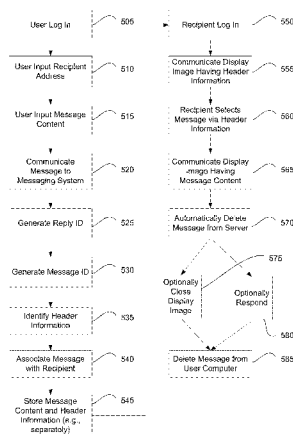 User Log In
505
User Input Recipient
Address
510
User Input Message
Content
515
Communicate
Message to
Messaging System
520
Generate Reply ID
525
Generate Message ID
530
Identify Header
Information
535
Associate Message
with Recipient
540
Store Message
Content and Header
Information (e.g.,
separately)
545
Recipient Log In
550
Communicate Display
Image Having Header
Information
555
Recipient Selects
Message via Header
Information
560
Communicate Display
Image Having
Message Content
565
Automatically Delete
Message from Server
570
Optionally
Close
Display
Image
575
Optionally
Respond
580
Delete Message from
User Computer
585